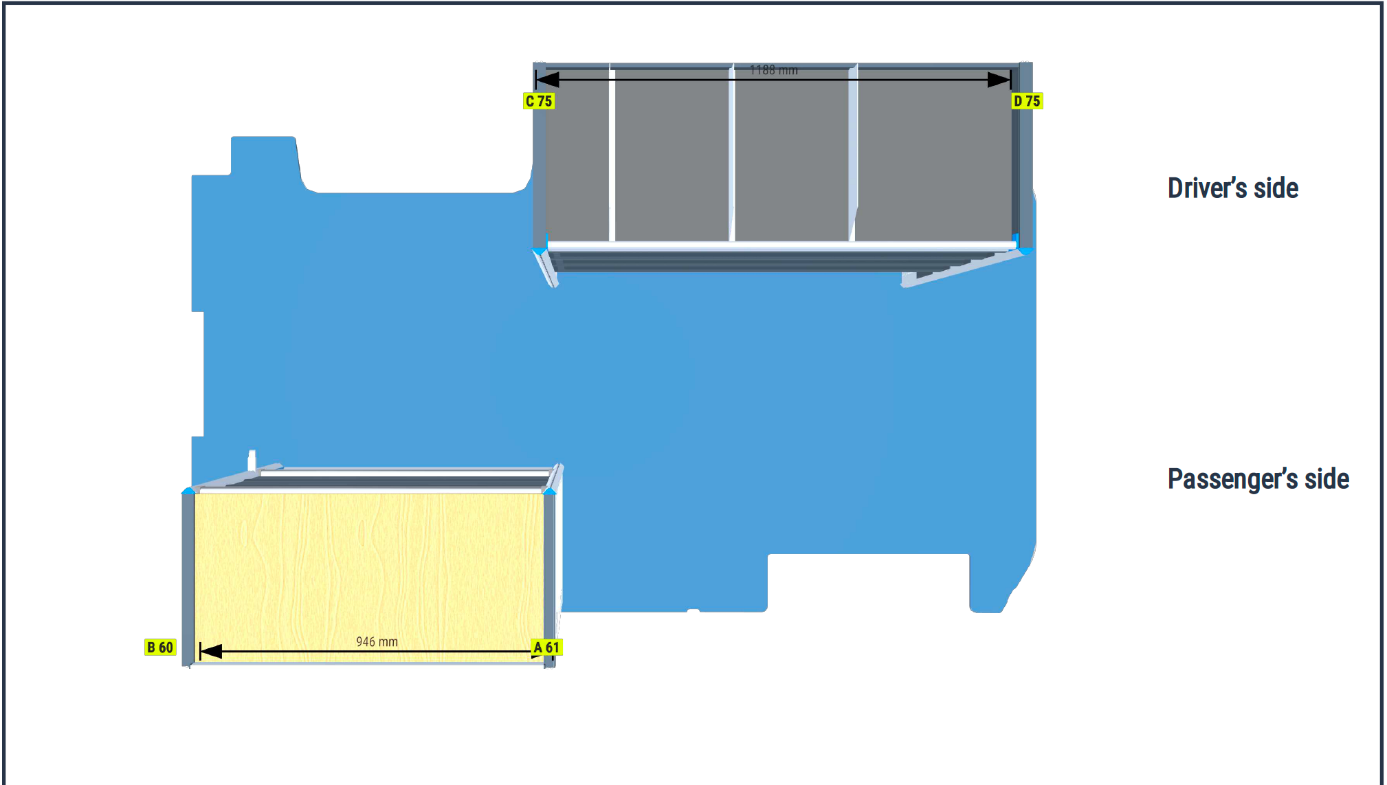 1188 mm
C 75
D 75
Driver's side
Passenger's side
946 mm
B 60
A 61